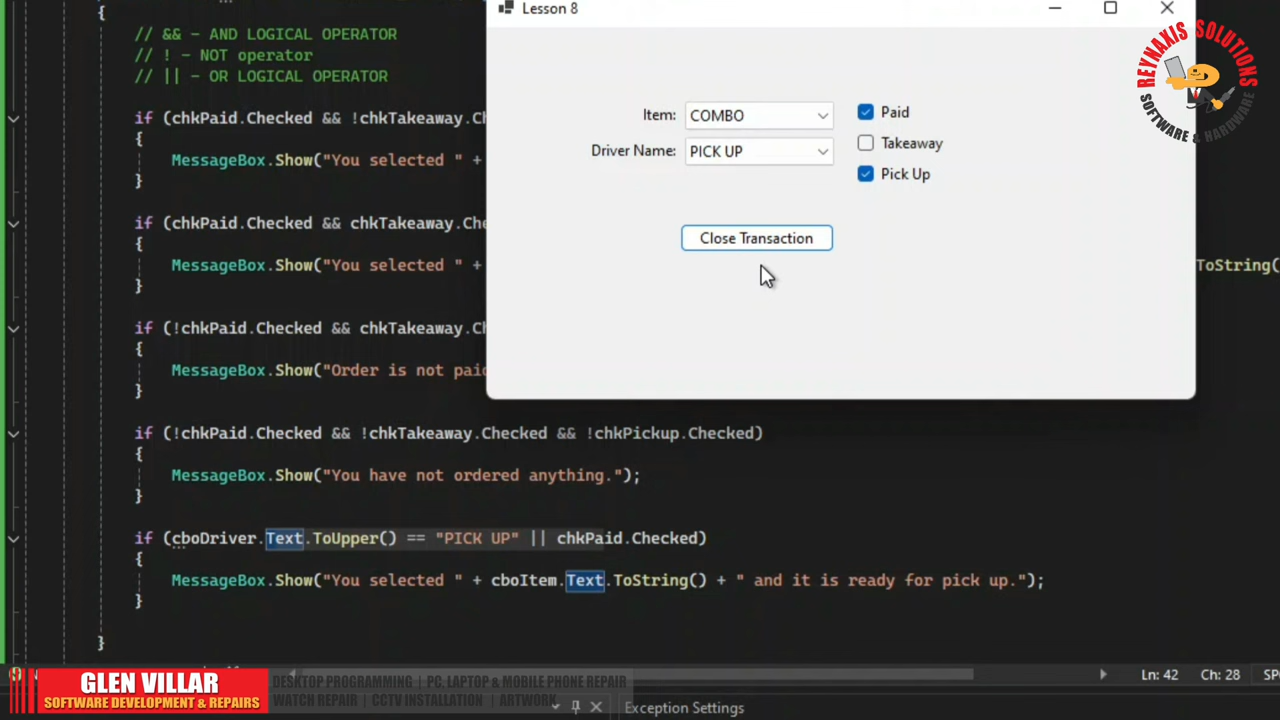 {
// && - AND LOGICAL OPERATOR
// ! - NOT operator
// || - OR LOGICAL OPERATOR
if (chkPaid.Checked && !chkTakeaway.C
{
MessageBox.Show("You selected " +
}
if (chkPaid.Checked && chkTakeaway.Che
{
MessageBox.Show("You selected " +
ToString(
}
if (!chkPaid.Checked && chkTakeaway.C
{
MessageBox.Show("Order is not paid
}
if (!chkPaid.Checked && !chkTakeaway.Checked && !chkPickup.Checked)
{
MessageBox.Show("You have not ordered anything.");
}
if (cboDriver.Text.ToUpper() == "PICK UP" || chkPaid.Checked)
{
MessageBox.Show("You selected " + cboItem.Text.ToString() + " and it is ready for pick up.");
}
}
Lesson 8
Item: COMBO
Paid
Driver Name: PICK UP
Takeaway
Pick Up
Close Transaction
REYNAXIS SOLUTIONS
SOFTWARE & HARDWARE
Ln: 42 Ch: 28 SP
GLEN VILLAR
SOFTWARE DEVELOPMENT & REPAIRS
DESKTOP PROGRAMMING | PC, LAPTOP & MOBILE PHONE REPAIR
WATCH REPAIR | CCTV INSTALLATION | ARTWORK
Exception Settings